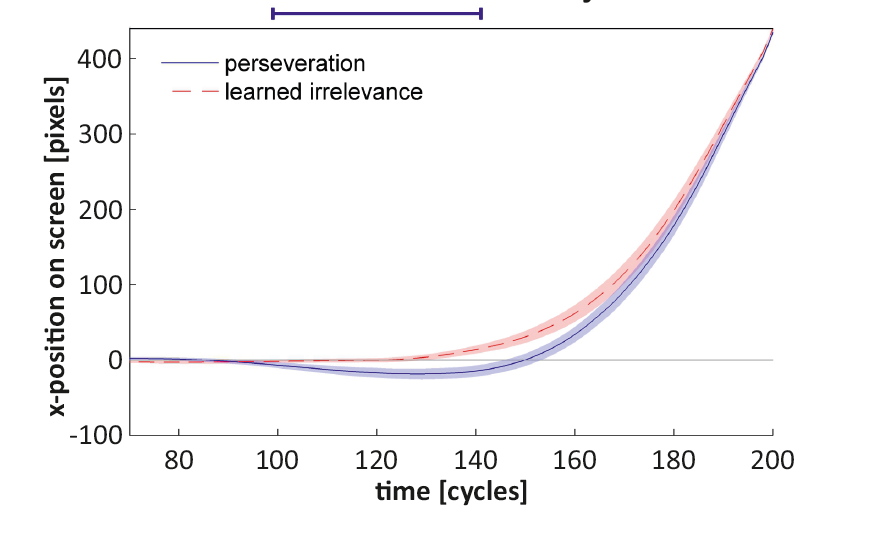 400
perseveration
learned irrelevance
300
200
100
0
-100
x-position on screen [pixels]
80 100 120 140 160 180 200
time [cycles]